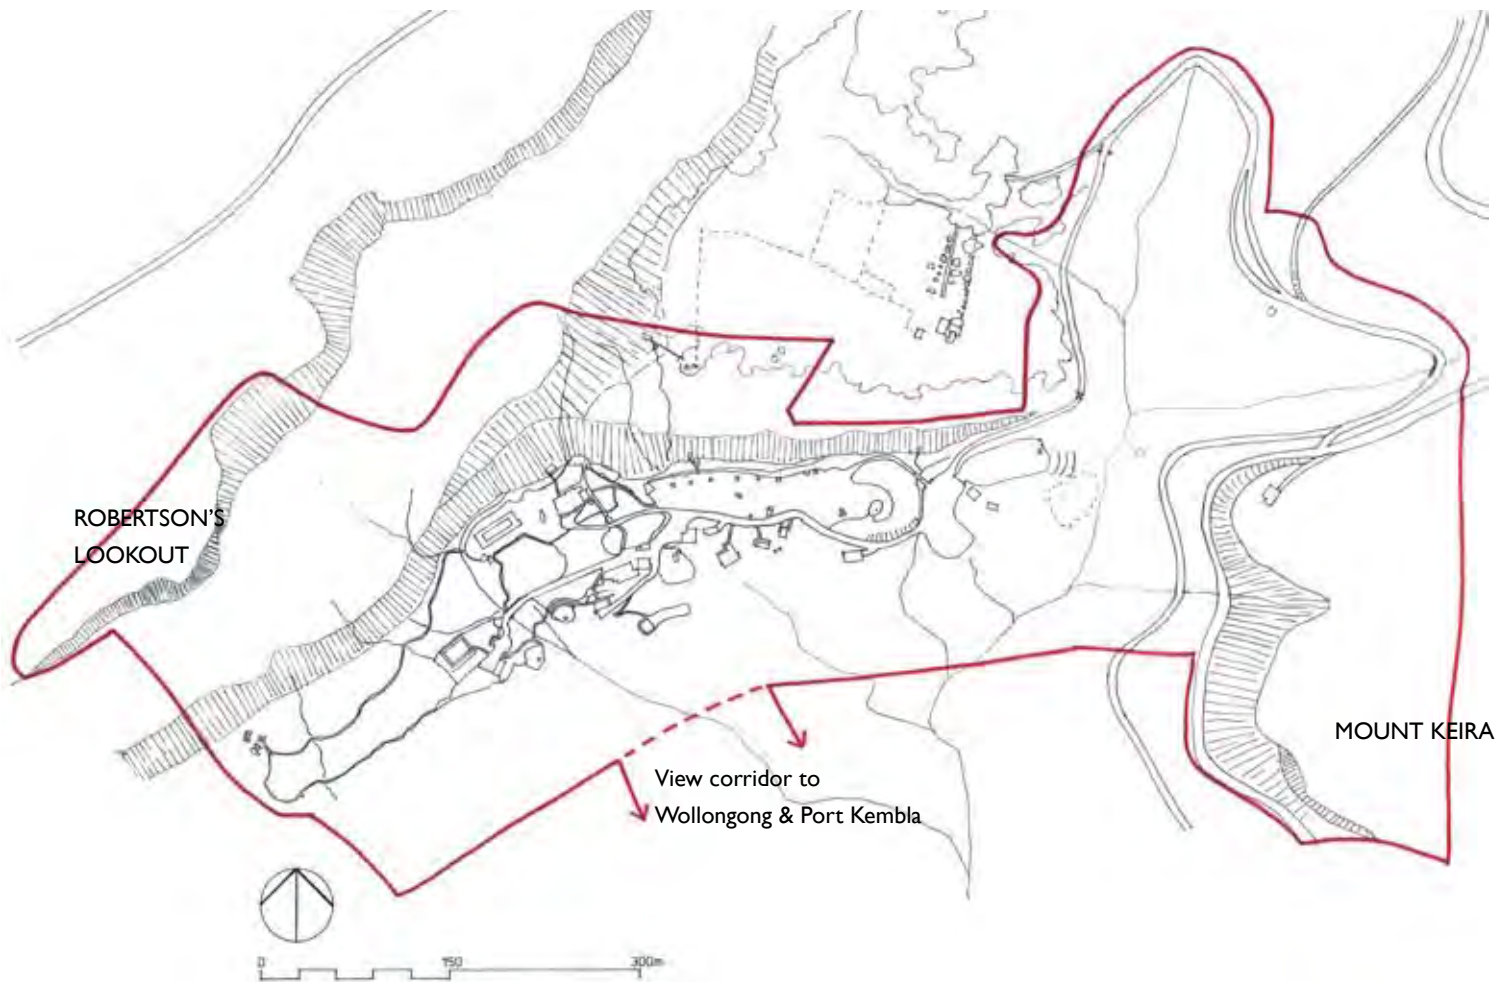 ROBERTSON'S
LOOKOUT
MOUNT KEIRA
View corridor to
Wollongong & Port Kembla
0 150 300m